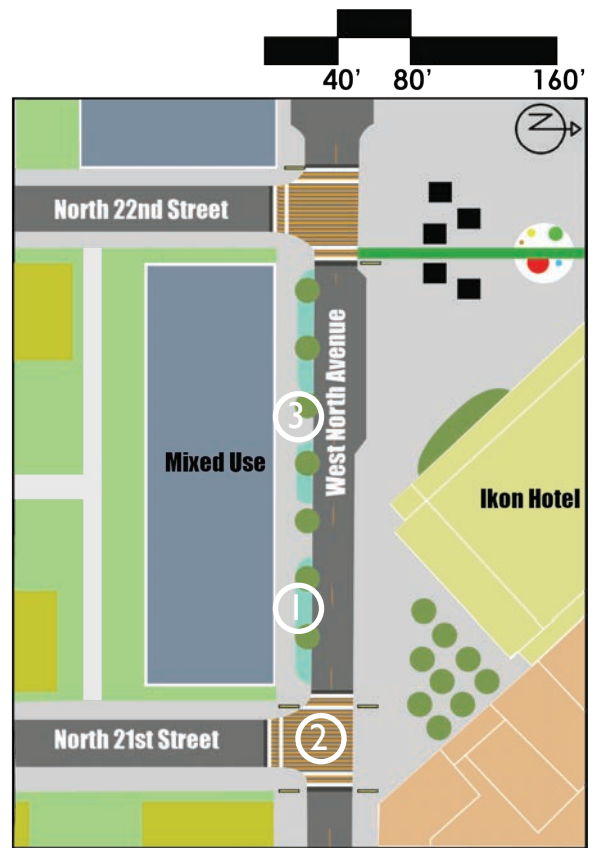 40’ 80’ 160’
Z
North 22nd Street
West North Avenue
3
Mixed Use
Ikon Hotel
1
North 21st Street
2